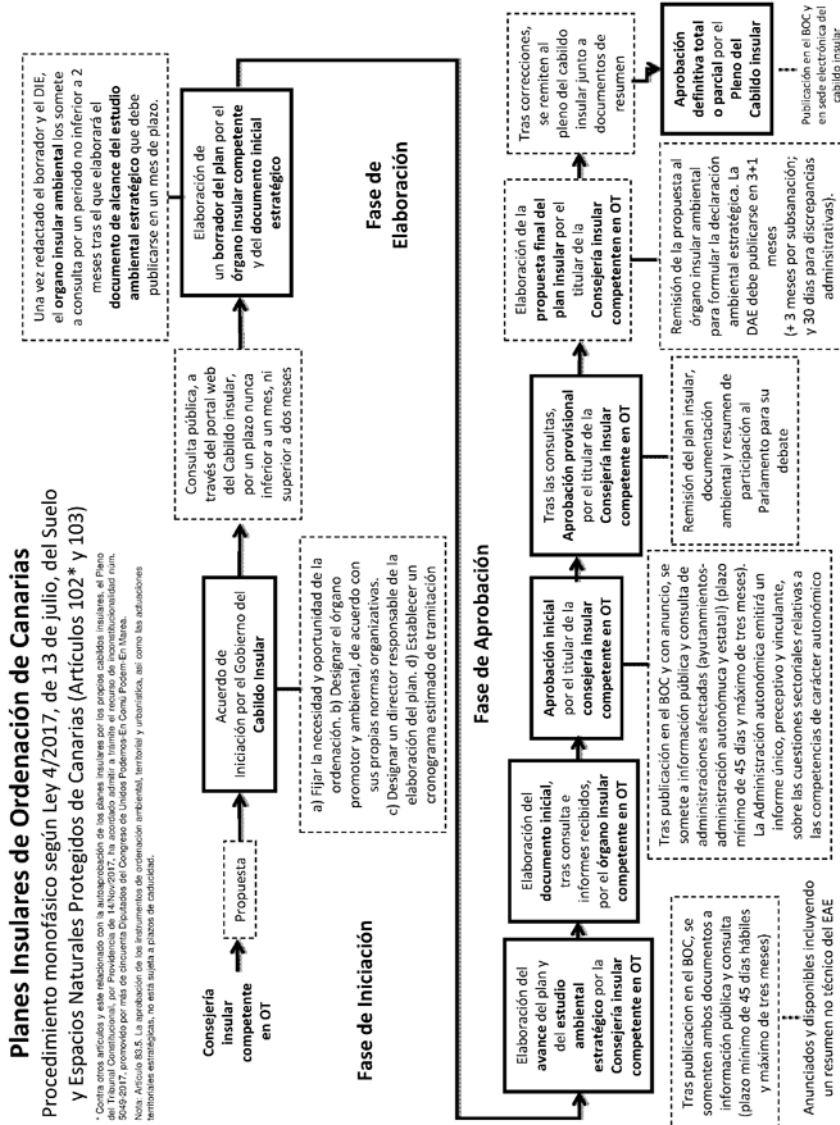 Planes Insulares de Ordenación de Canarias
Procedimiento monofásico según Ley 4/2017, de 13 de julio, del Suelo
y Espacios Naturales Protegidos de Canarias (Artículos 102* y 103)
* Contra otros artículos y este relacionado con la autoaprobación de los planes insulares por los propios cabildos insulares, el Pleno
del Tribunal Constitucional, por Providencia de 14/Nov/2017, ha acordado admitir a trámite el recurso de inconstitucionalidad núm.
5049-2017, promovido por más de cincuenta Diputados del Congreso de Unidos Podemos-En Comú Podem-En Marea.
Nota: Artículo 83.5. La aprobación de los instrumentos de ordenación ambiental, territorial y urbanística, así como las actuaciones
territoriales estratégicas, no está sujeta a plazos de caducidad.
Consejería
insular
competente
en OT
Propuesta
Acuerdo de
Iniciación por el Gobierno del
Cabildo Insular
Consulta pública, a
través del portal web
del Cabildo insular,
por un plazo nunca
inferior a un mes, ni
superior a dos meses
Elaboración de
un borrador del plan por el
órgano insular competente
y del documento inicial
estratégico
Una vez redactado el borrador y el DIE,
el organo insular ambiental los somete
a consulta por un periodo no inferior a 2
meses tras el que elaborará el
documento de alcance del estudio
ambiental estratégico que debe
publicarse en un mes de plazo.
Fase de Iniciación
a) Fijar la necesidad y oportunidad de la
ordenación. b) Designar el órgano
promotor y ambiental, de acuerdo con
sus propias normas organizativas.
c) Designar un director responsable de la
elaboración del plan. d) Establecer un
cronograma estimado de tramitación
Fase de
Elaboración
Fase de Aprobación
Elaboración del
avance del plan y
del estudio
ambiental
estratégico por la
Consejería insular
competente en OT
Elaboración del
documento inicial,
tras consulta e
informes recibidos,
por el órgano insular
competente en OT
Aprobación inicial
por el titular de la
consejería insular
competente en OT
Tras las consultas,
Aprobación provisional
por el titular de la
Consejería insular
competente en OT
Elaboración de la
propuesta final del
plan insular por el
titular de la
Consejería insular
competenten en OT
Tras correcciones,
se remiten al
pleno del cabildo
insular junto a
documentos de
resumen
Aprobación
definitiva total
o parcial por el
Pleno del
Cabildo insular
Publicación en el BOC y
en sede electrónica del
cabildo insular
Tras publicacion en el BOC, se
somenten ambos documentos a
información pública y consulta
(plazo mínimo de 45 días hábiles
y máximo de tres meses)
Anunciados y disponibles incluyendo
un resumen no técnico del EAE
Tras publicación en el BOC y con anuncio, se
somete a información pública y consulta de
administraciones afectadas (ayutanmientos-
administración autonómuca y estatal) (plazo
mínimo de 45 días y máximo de tres meses).
La Administración autonómica emitirá un
informe único, preceptivo y vinculante,
sobre las cuestiones sectoriales relativas a
las competencias de carácter autonómico
Remisión del plan insular,
documentación
ambiental y resumen de
participación al
Parlamento para su
debate
Remisión de la propuesta al
órgano insular ambiental
para formular la declaración
ambiental estratégica. La
DAE debe publicarse en 3+1
meses
(+ 3 meses por subsanación;
y 30 días para discrepancias
adminsitrativas).